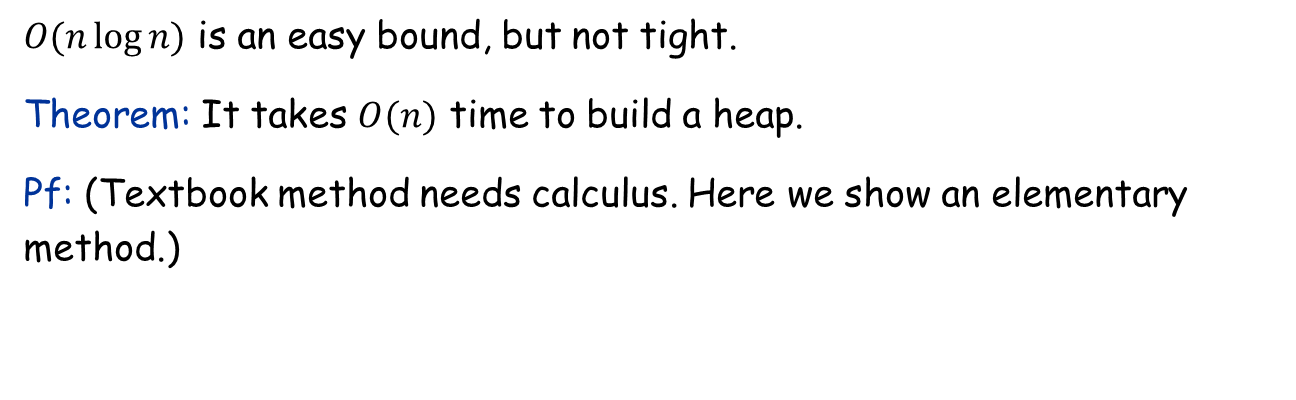 O(n log n) is an easy bound, but not tight.
Theorem: It takes O(n) time to build a heap.
Pf: (Textbook method needs calculus. Here we show an elementary
method.)